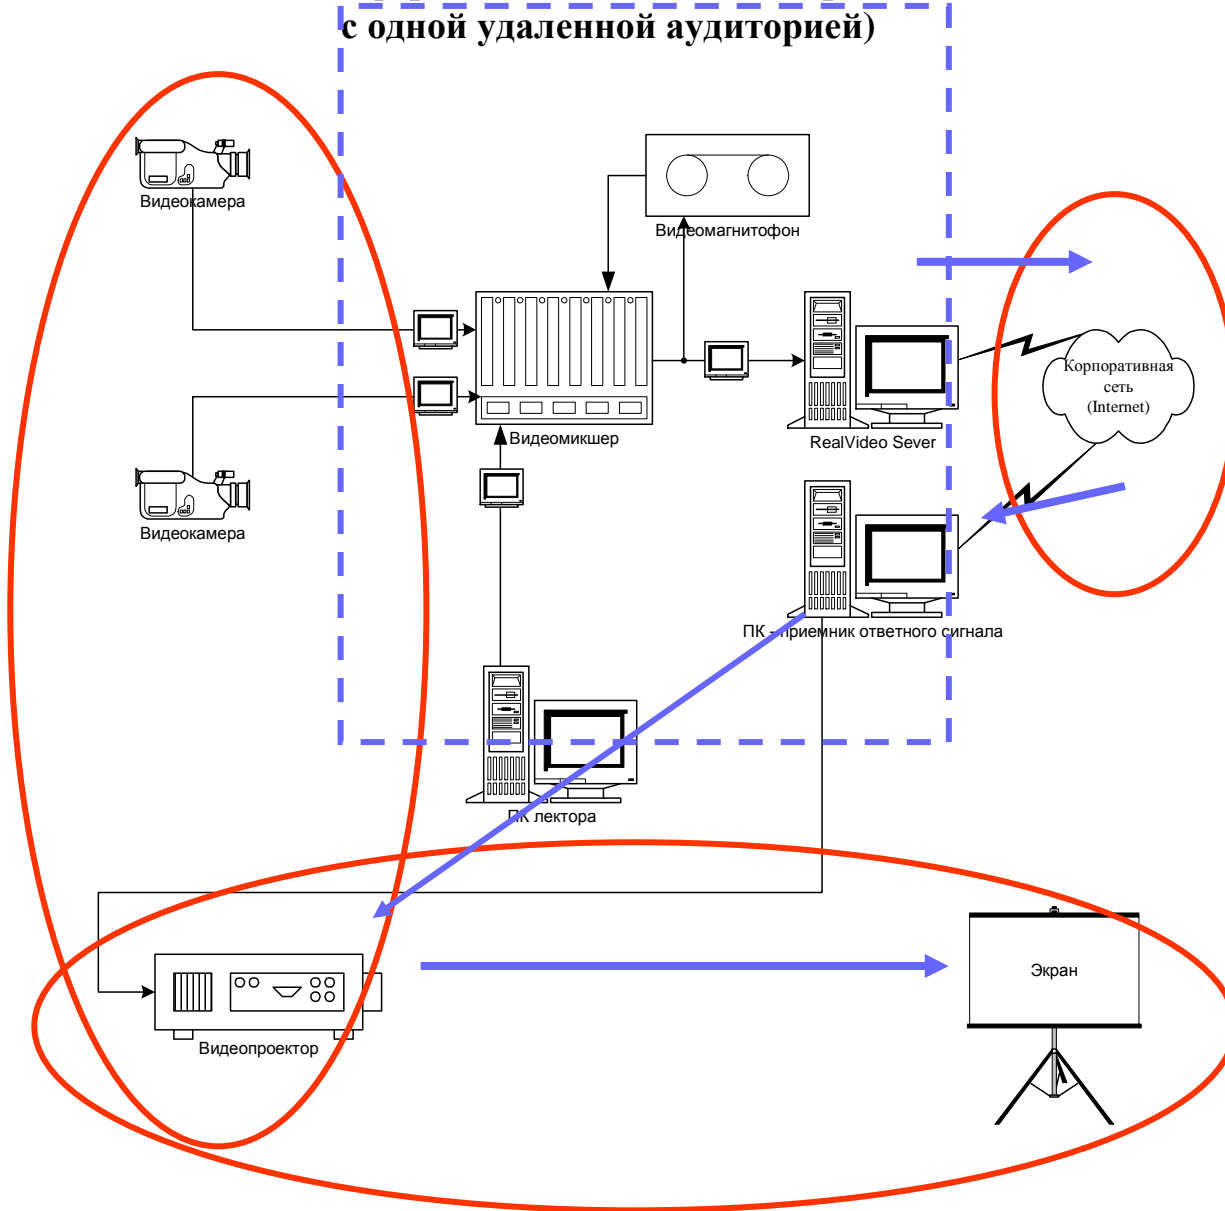 с одной удаленной аудиторией)
Видеокамера
Видеомагнитофон
Корпоративная
сеть
(Internet)
Видеомикшер
RealVideo Sever
Видеокамера
ПК - приемник ответного сигнала
ПК лектора
Экран
Видеопроектор